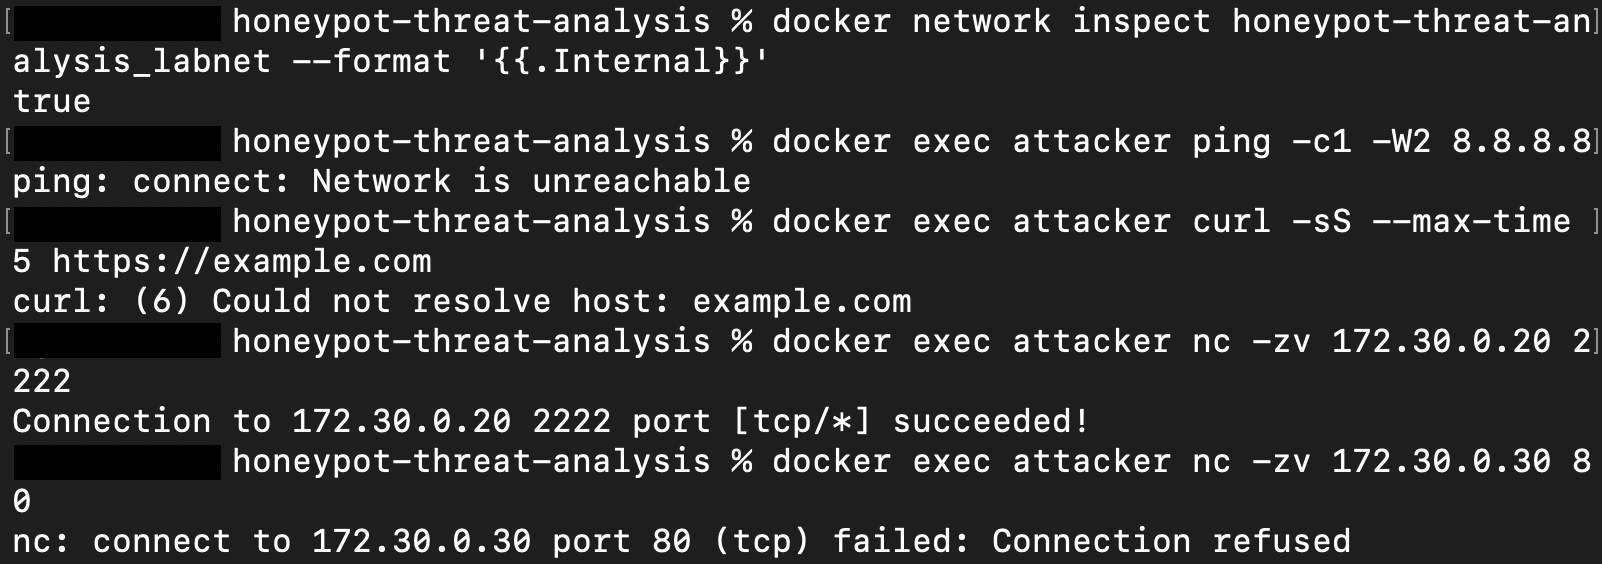 [ honeypot-threat-analysis % docker network inspect honeypot-threat-an]
alysis_labnet --format '{{.Internal}}'
true
[ honeypot-threat-analysis % docker exec attacker ping -c1 -W2 8.8.8.8]
ping: connect: Network is unreachable
[ honeypot-threat-analysis % docker exec attacker curl -sS --max-time ]
5 https://example.com
curl: (6) Could not resolve host: example.com
[ honeypot-threat-analysis % docker exec attacker nc -zv 172.30.0.20 2]
222
Connection to 172.30.0.20 2222 port [tcp/*] succeeded!
honeypot-threat-analysis % docker exec attacker nc -zv 172.30.0.30 8
0
nc: connect to 172.30.0.30 port 80 (tcp) failed: Connection refused